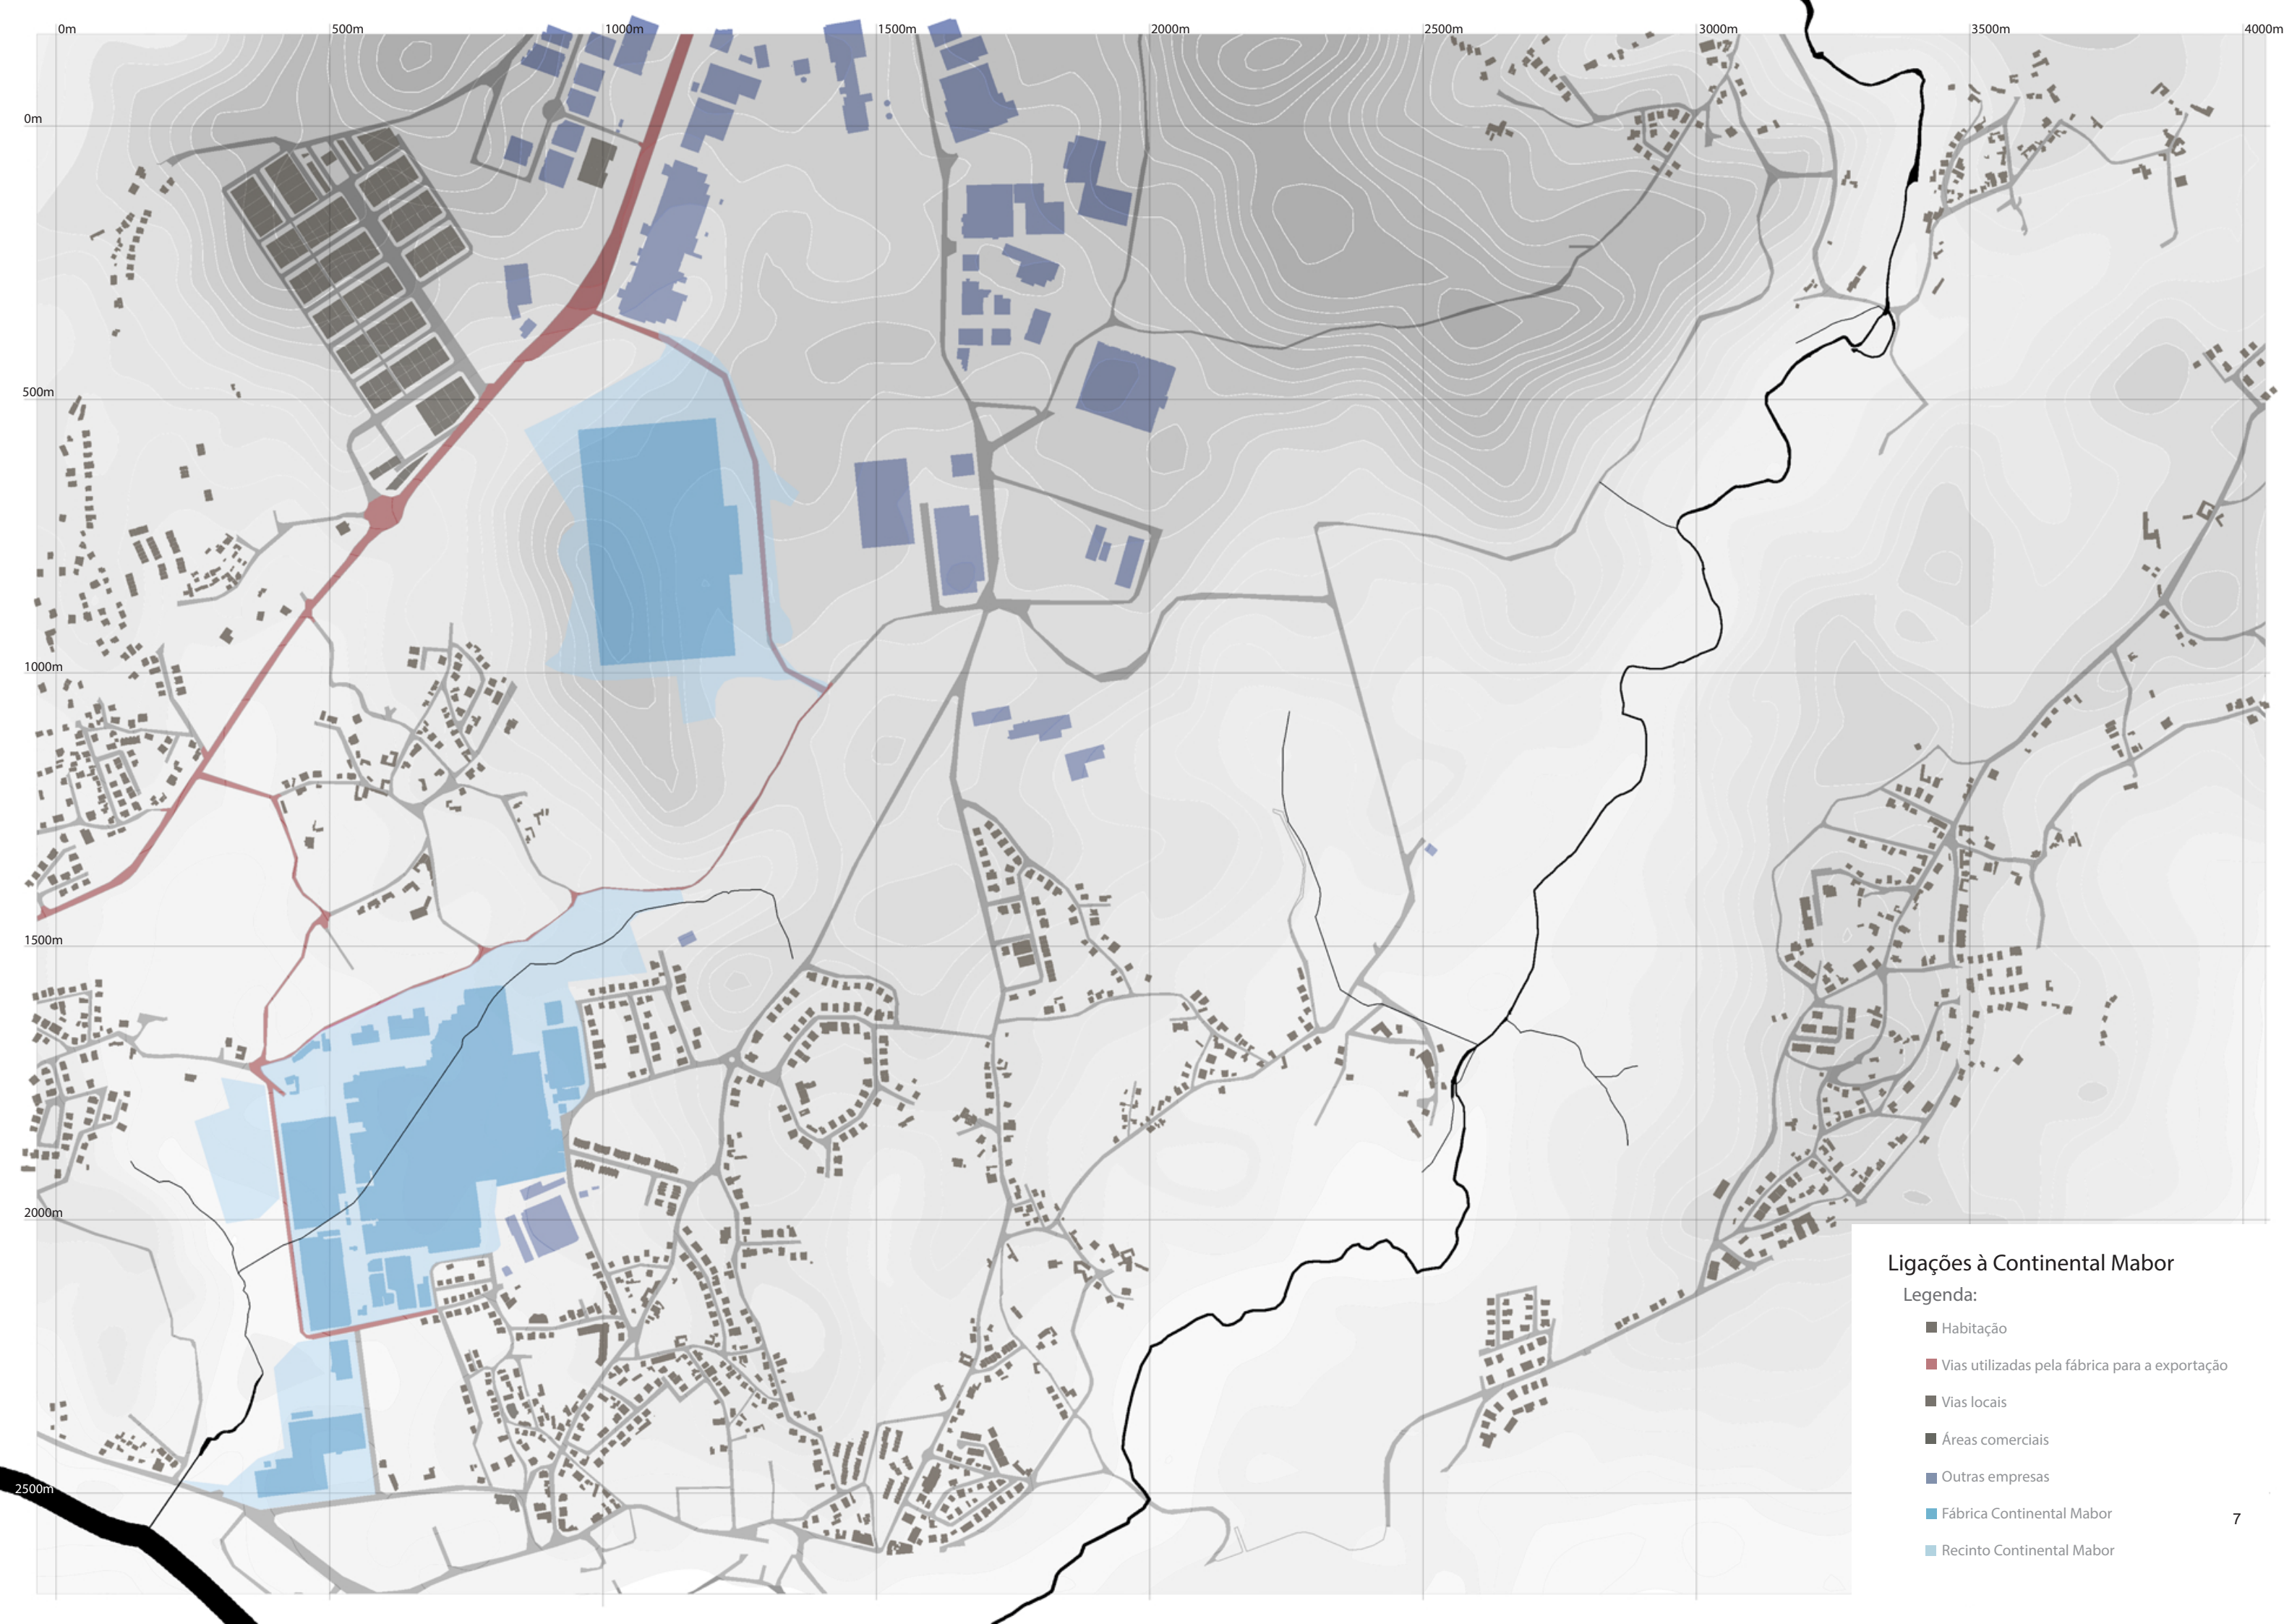 0m
500m
1000m
1500m
2000m
2500m
3000m
3500m
4000m
0m
500m
1000m
1500m
2000m
2500m
Ligações à Continental Mabor
Legenda:
Habitação
Vias utilizadas pela fábrica para a exportação
Vias locais
Áreas comerciais
Outras empresas
Fábrica Continental Mabor
7
Recinto Continental Mabor